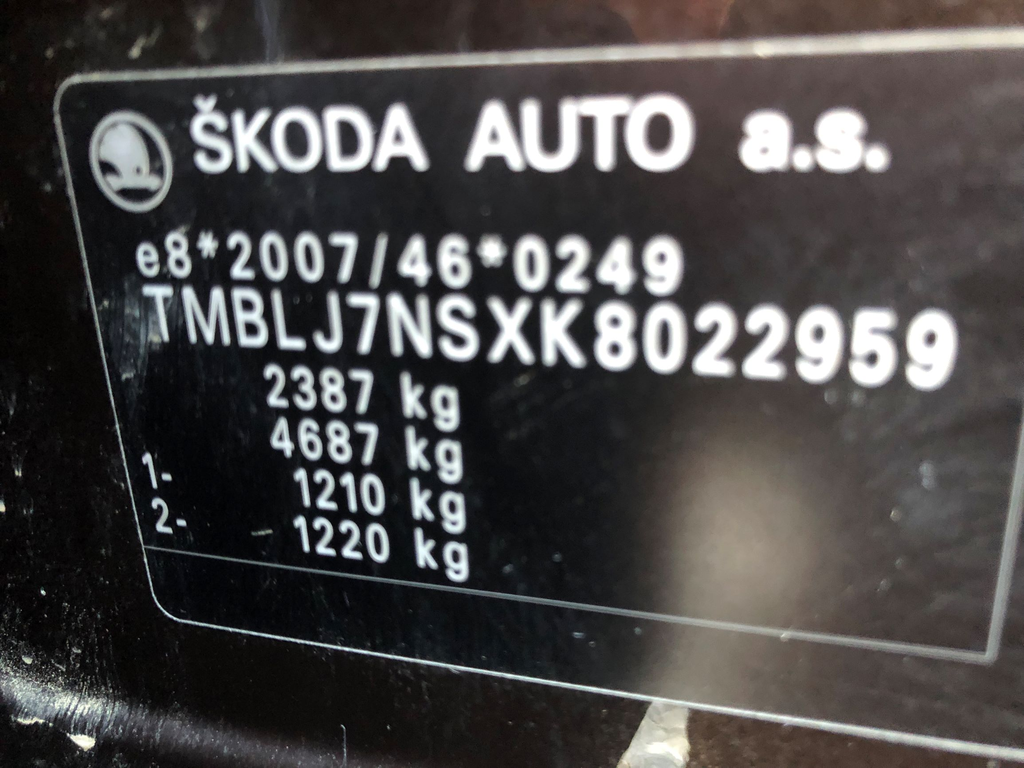 ŠKODA AUTO a.s.
e8*2007/46*0249
TMBLJ7NSXK8022959
2387 kg
4687 kg
1- 1210 kg
2- 1220 kg